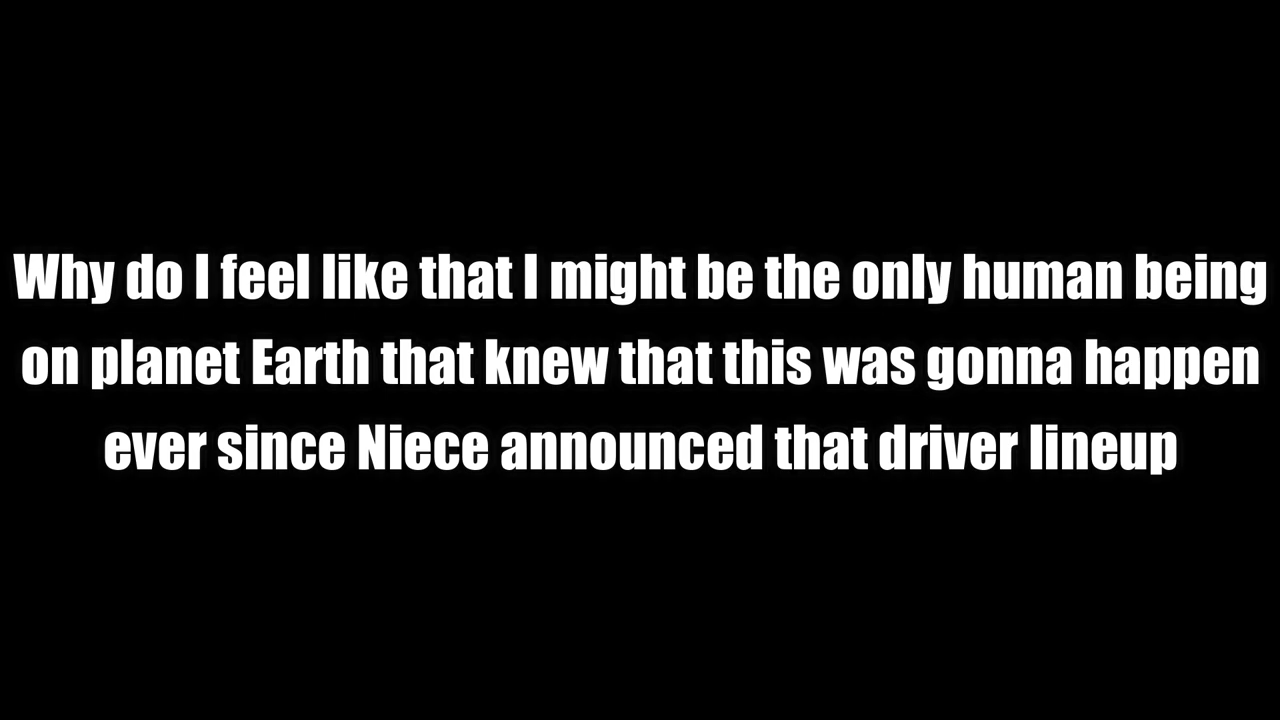 Why do I feel like that I might be the only human being
on planet Earth that knew that this was gonna happen
ever since Niece announced that driver lineup